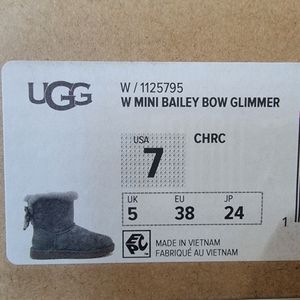 UGG
W / 1125795
W MINI BAILEY BOW GLIMMER
USA
7
CHRC
UK
5
EU
38
JP
24
EPC
MADE IN VIETNAM
FABRIQUÉ AU VIETNAM
1